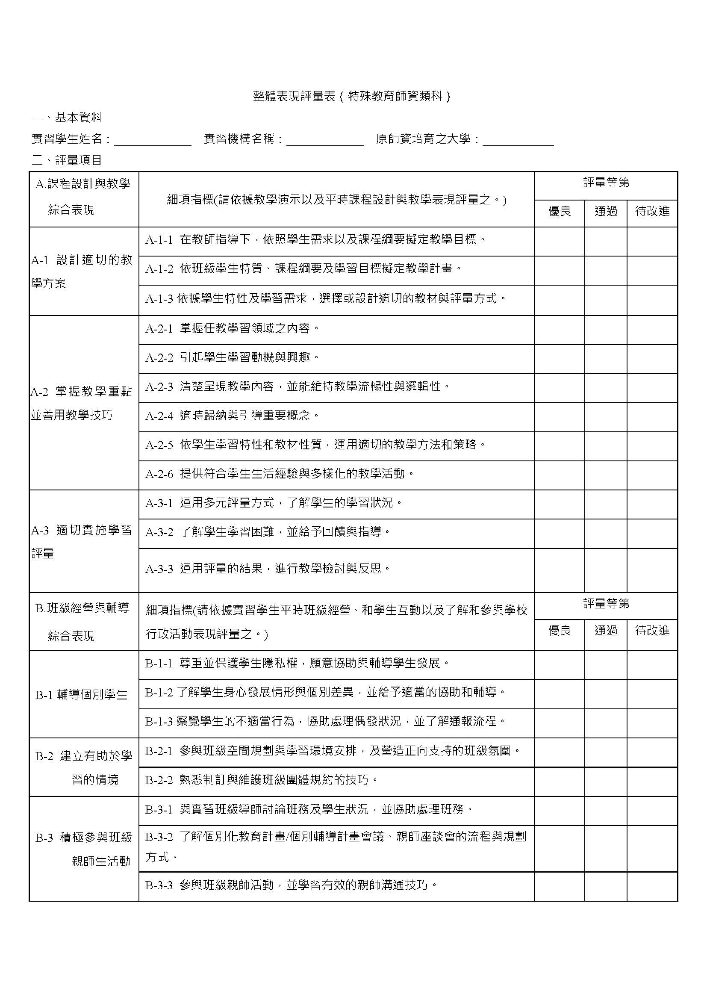 整體表現評量表（特殊教育師資類科）
一、基本資料
實習學生姓名：_____________ 實習機構名稱：_____________ 原師資培育之大學：____________
二、評量項目
A.課程設計與教學
綜合表現
細項指標(請依據教學演示以及平時課程設計與教學表現評量之。)
評量等第
優良 通過 待改進
A-1 設計適切的教
學方案
A-1-1 在教師指導下，依照學生需求以及課程綱要擬定教學目標。
A-1-2 依班級學生特質、課程綱要及學習目標擬定教學計畫。
A-1-3 依據學生特性及學習需求，選擇或設計適切的教材與評量方式。
A-2 掌握教學重點
並善用教學技巧
A-2-1 掌握任教學習領域之內容。
A-2-2 引起學生學習動機與興趣。
A-2-3 清楚呈現教學內容，並能維持教學流暢性與邏輯性。
A-2-4 適時歸納與引導重要概念。
A-2-5 依學生學習特性和教材性質，運用適切的教學方法和策略。
A-2-6 提供符合學生生活經驗與多樣化的教學活動。
A-3 適切實施學習
評量
A-3-1 運用多元評量方式，了解學生的學習狀況。
A-3-2 了解學生學習困難，並給予回饋與指導。
A-3-3 運用評量的結果，進行教學檢討與反思。
B.班級經營與輔導
綜合表現
細項指標(請依據實習學生平時班級經營、和學生互動以及了解和參與學校
行政活動表現評量之。)
評量等第
優良 通過 待改進
B-1 輔導個別學生
B-1-1 尊重並保護學生隱私權，願意協助與輔導學生發展。
B-1-2 了解學生身心發展情形與個別差異，並給予適當的協助和輔導。
B-1-3 察覺學生的不適當行為，協助處理偶發狀況，並了解通報流程。
B-2 建立有助於學
習的情境
B-2-1 參與班級空間規劃與學習環境安排，及營造正向支持的班級氛圍。
B-2-2 熟悉制訂與維護班級團體規約的技巧。
B-3 積極參與班級
親師生活動
B-3-1 與實習班級導師討論班務及學生狀況，並協助處理班務。
B-3-2 了解個別化教育計畫/個別輔導計畫會議、親師座談會的流程與規劃
方式。
B-3-3 參與班級親師活動，並學習有效的親師溝通技巧。